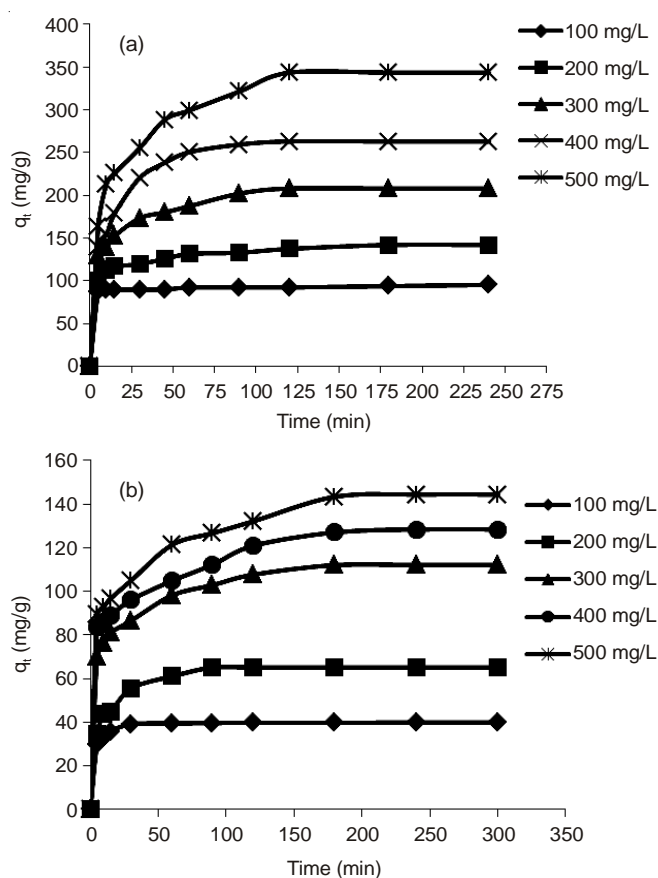 (a)
400
350
300
250
200
150
100
50
0
qt (mg/g)
0 25 50 75 100 125 150 175 200 225 250 275
Time (min)
100 mg/L
200 mg/L
300 mg/L
400 mg/L
500 mg/L
(b)
160
140
120
100
80
60
40
20
0
qt (mg/g)
0 50 100 150 200 250 300 350
Time (min)
100 mg/L
200 mg/L
300 mg/L
400 mg/L
500 mg/L